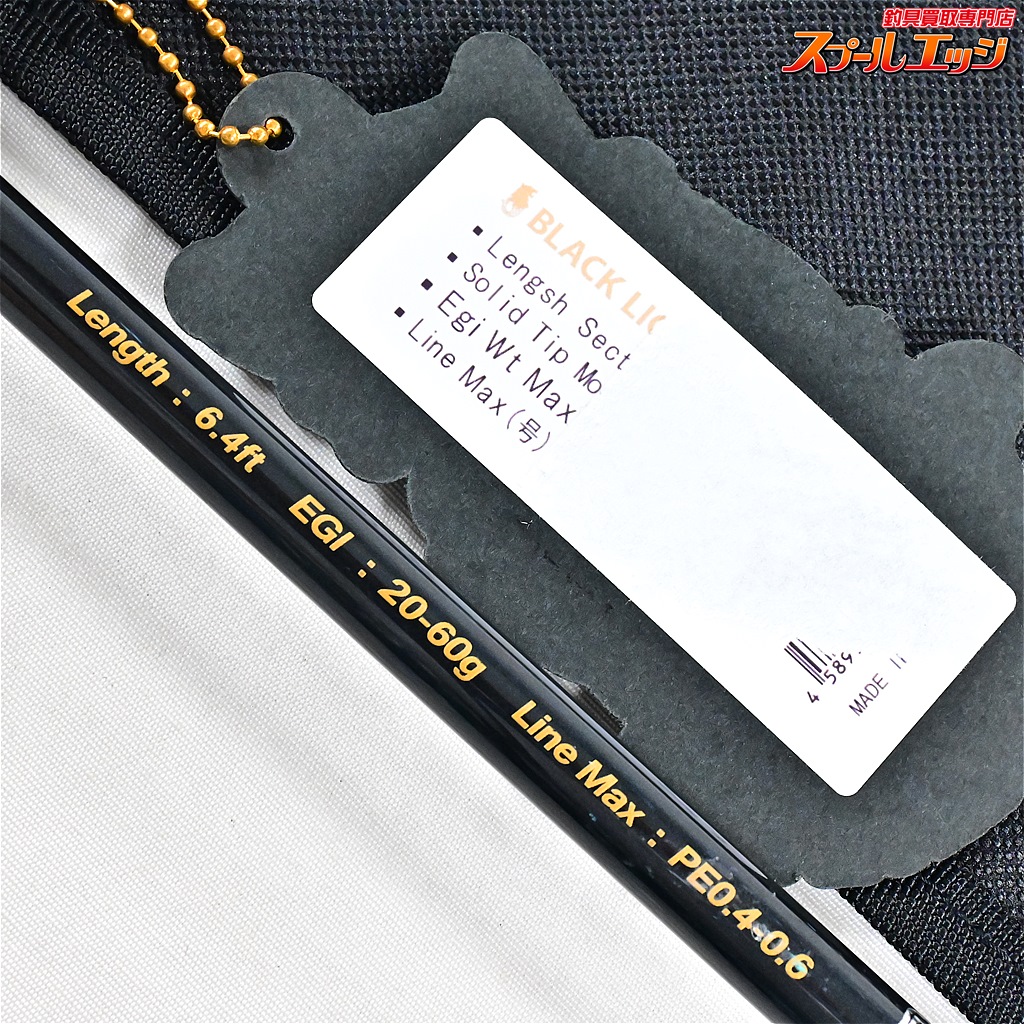 釣具買取専門店
スプールエッジ
BLACK LI
▪ Lengsh Sect
▪ Solid Tip Mo
▪ Egi Wt Max
▪ Line Max(号)
4 589
MADE I
Length : 6.4ft EGI : 20-60g Line Max : PE0.4-0.6